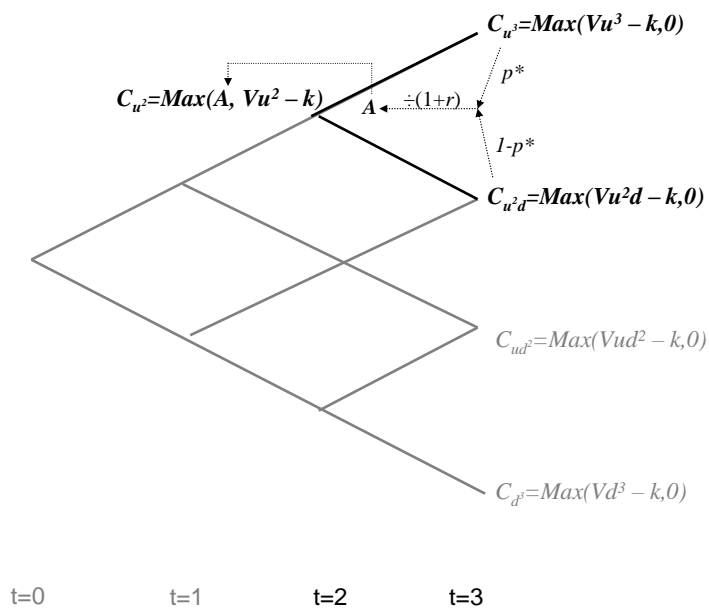 C_u³=Max(Vu³ – k,0)
p*
C_u²=Max(A, Vu² – k)
A
÷(1+r)
1-p*
C_u²d=Max(Vu²d – k,0)
C_ud²=Max(Vud² – k,0)
C_d³=Max(Vd³ – k,0)
t=0 t=1 t=2 t=3